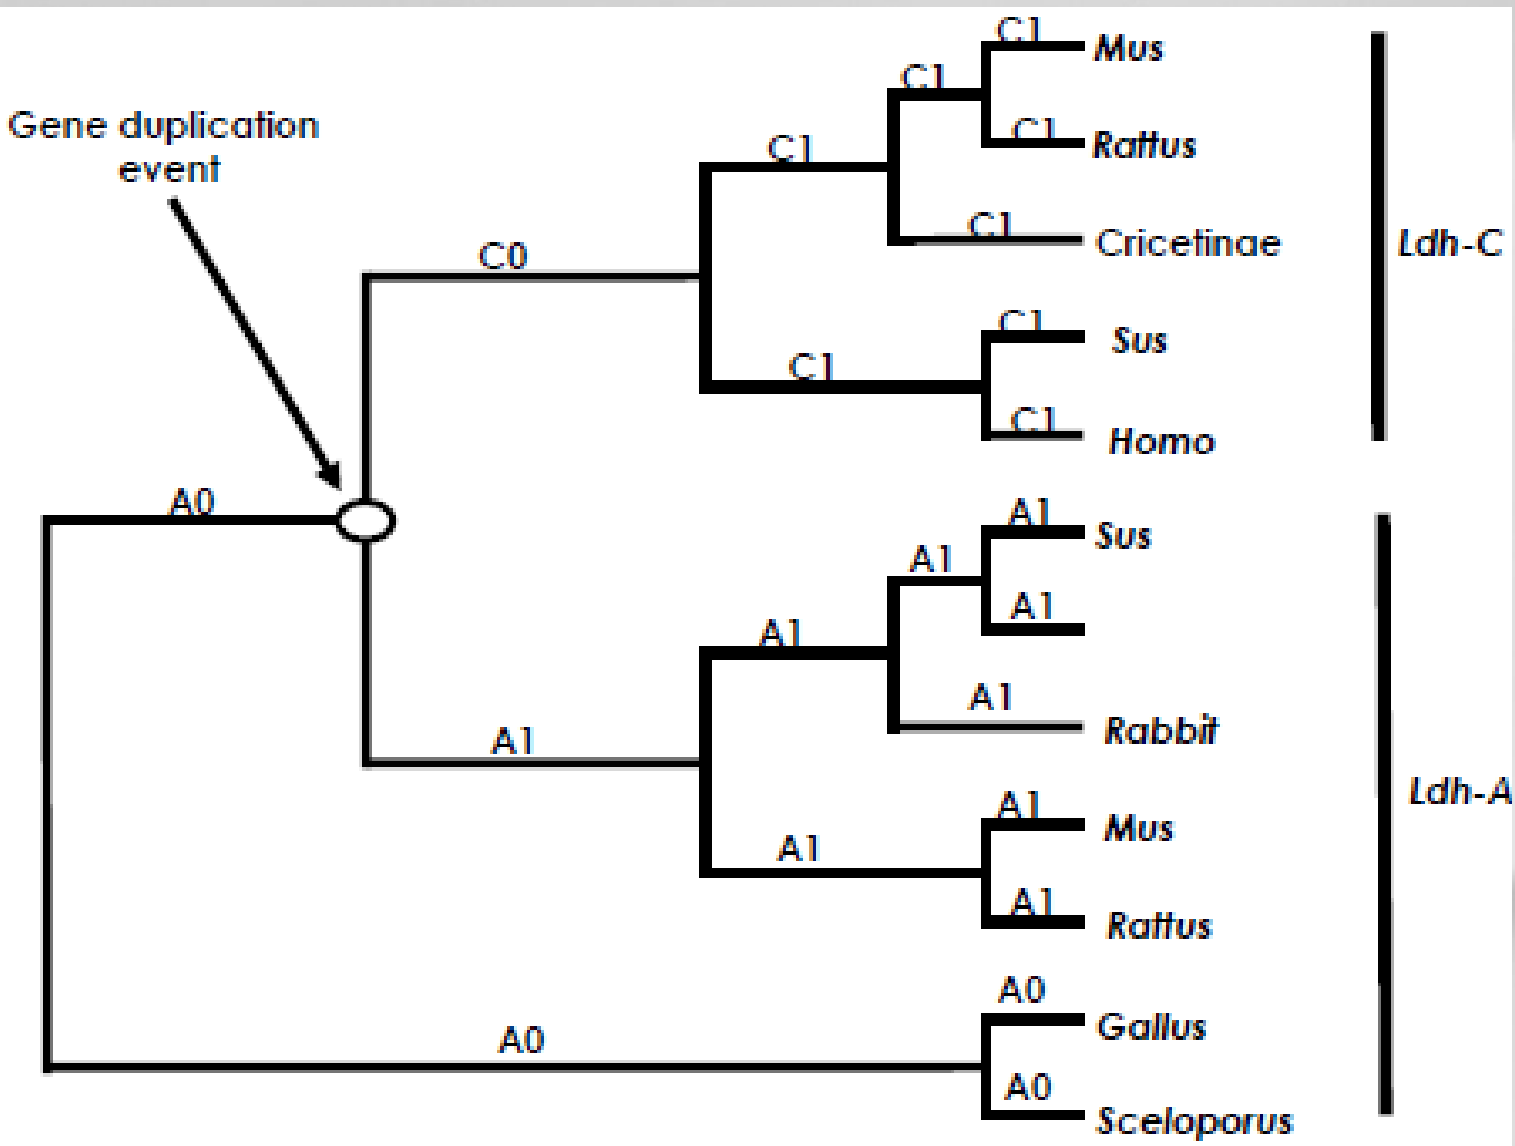 Gene duplication
event
C1
Mus
C1
C1
Rattus
C1
C1
Cricetinae
Ldh-C
C0
C1
Sus
C1
C1
Homo
A0
A1
Sus
A1
A1
A1
A1
Rabbit
A1
Ldh-A
A1
Mus
A1
A1
Rattus
A0
Gallus
A0
A0
Sceloporus